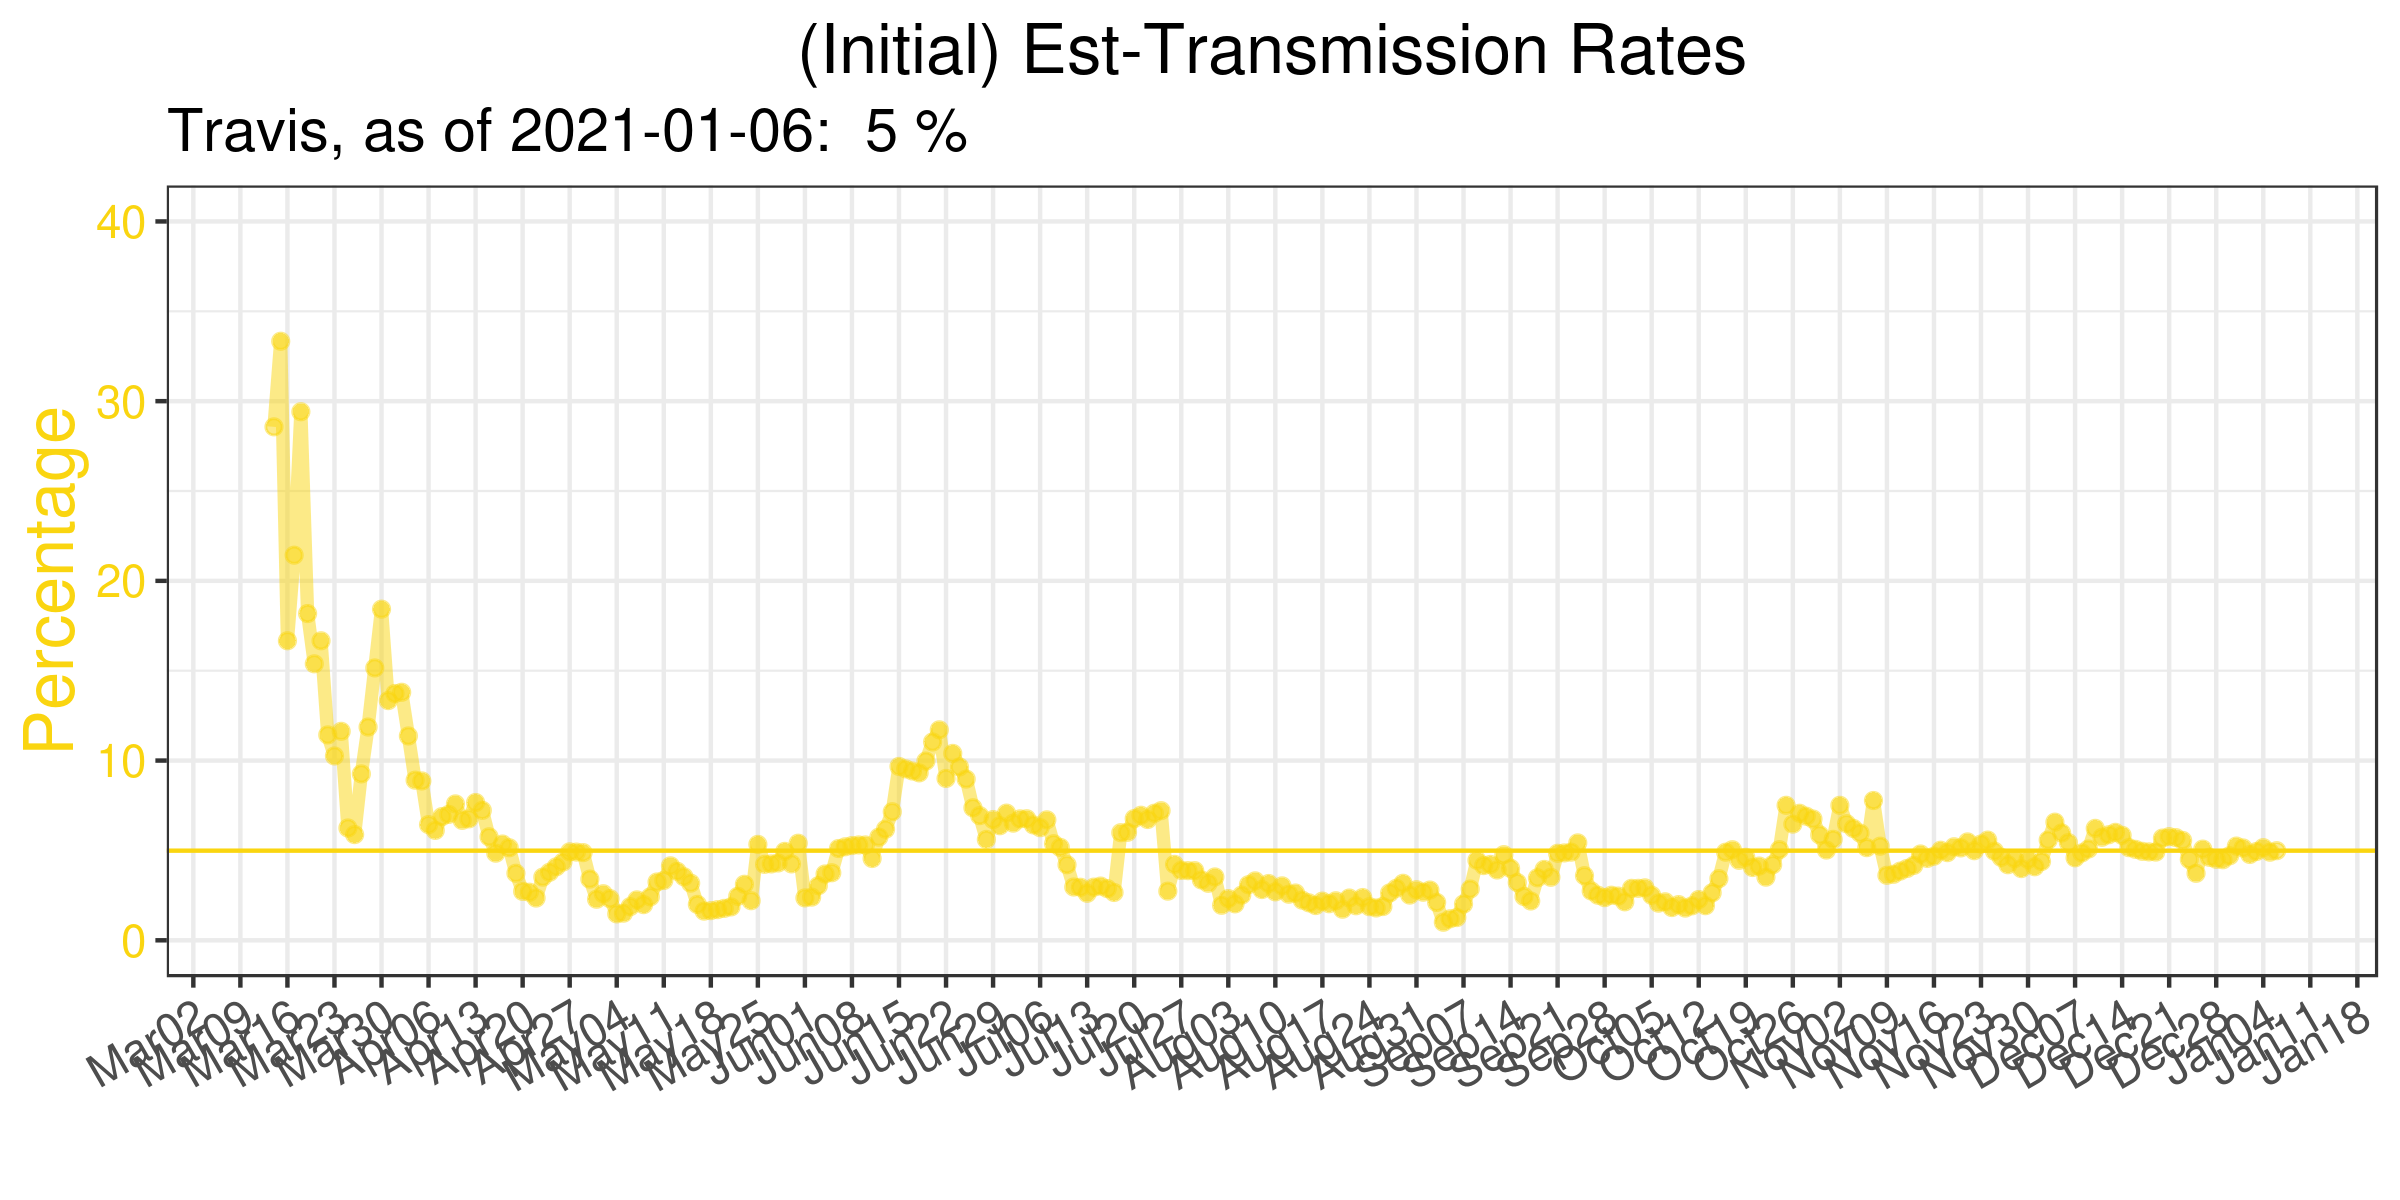 (Initial) Est-Transmission Rates
Travis, as of 2021-01-06:  5 %
Percentage
40
30
20
10
0
Mar02
Mar09
Mar16
Mar23
Mar30
Apr06
Apr13
Apr20
Apr27
May04
May11
May18
May25
Jun01
Jun08
Jun15
Jun22
Jun29
Jul06
Jul13
Jul20
Jul27
Aug03
Aug10
Aug17
Aug24
Aug31
Sep07
Sep14
Sep21
Sep28
Oct05
Oct12
Oct19
Oct26
Nov02
Nov09
Nov16
Nov23
Nov30
Dec07
Dec14
Dec21
Dec28
Jan04
Jan11
Jan18